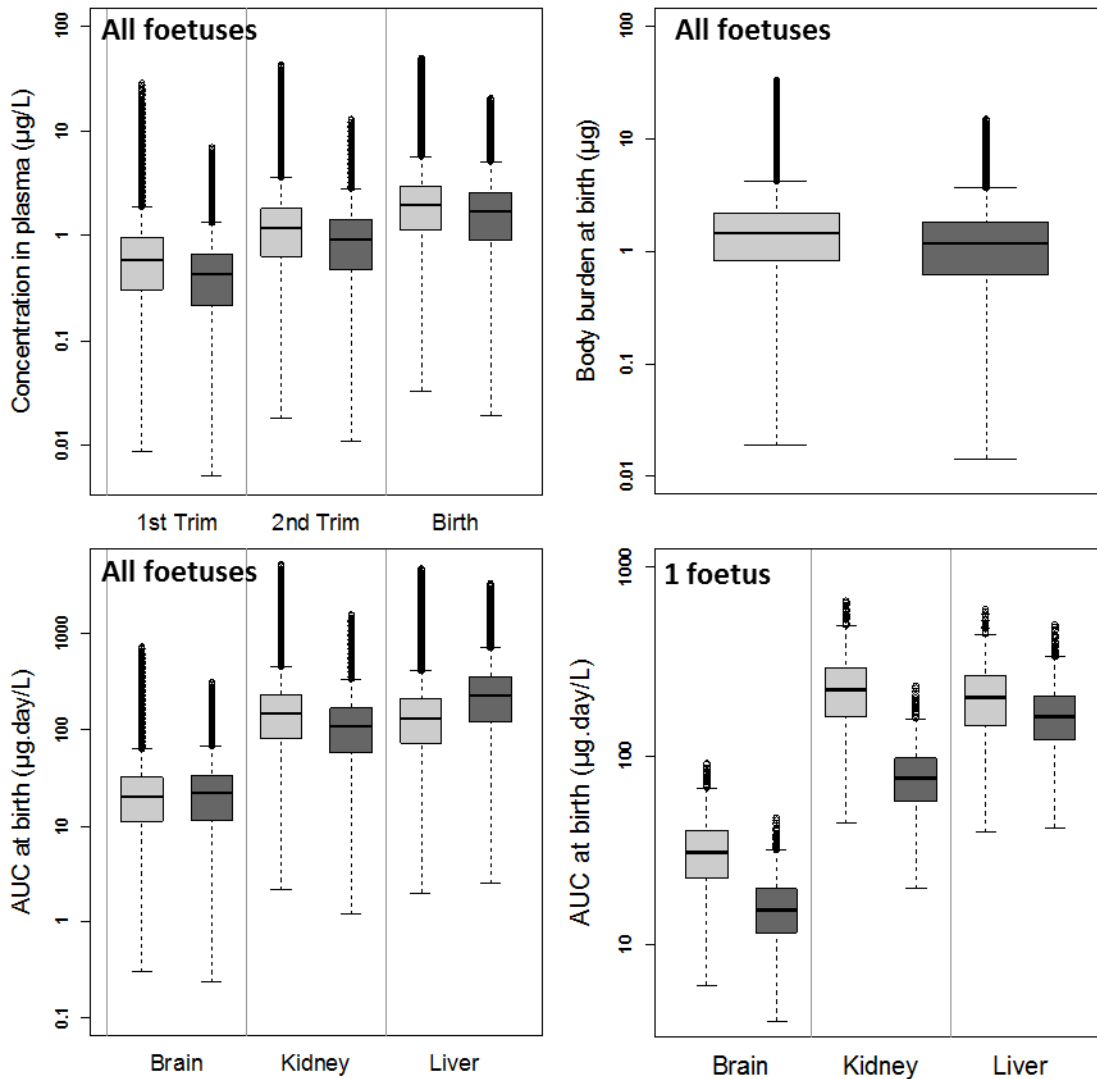 All foetuses
Concentration in plasma (µg/L)
100
10
1
0.1
0.01
1st Trim 2nd Trim Birth
All foetuses
Body burden at birth (µg)
100
10
1
0.1
0.01
All foetuses
AUC at birth (µg.day/L)
1000
100
10
1
0.1
Brain Kidney Liver
1 foetus
AUC at birth (µg.day/L)
1000
100
10
Brain Kidney Liver